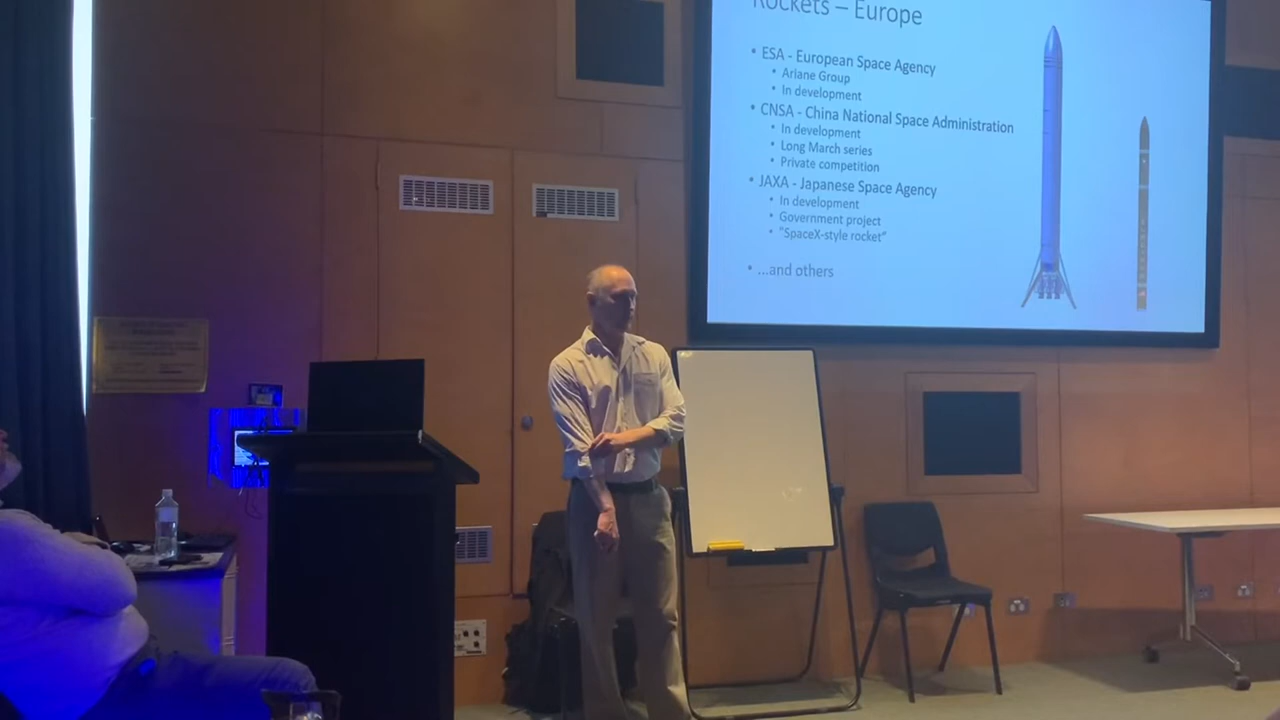 Rockets – Europe
• ESA - European Space Agency
• Ariane Group
• In development
• CNSA - China National Space Administration
• In development
• Long March series
• Private competition
• JAXA - Japanese Space Agency
• In development
• Government project
• "SpaceX-style rocket"
• ...and others